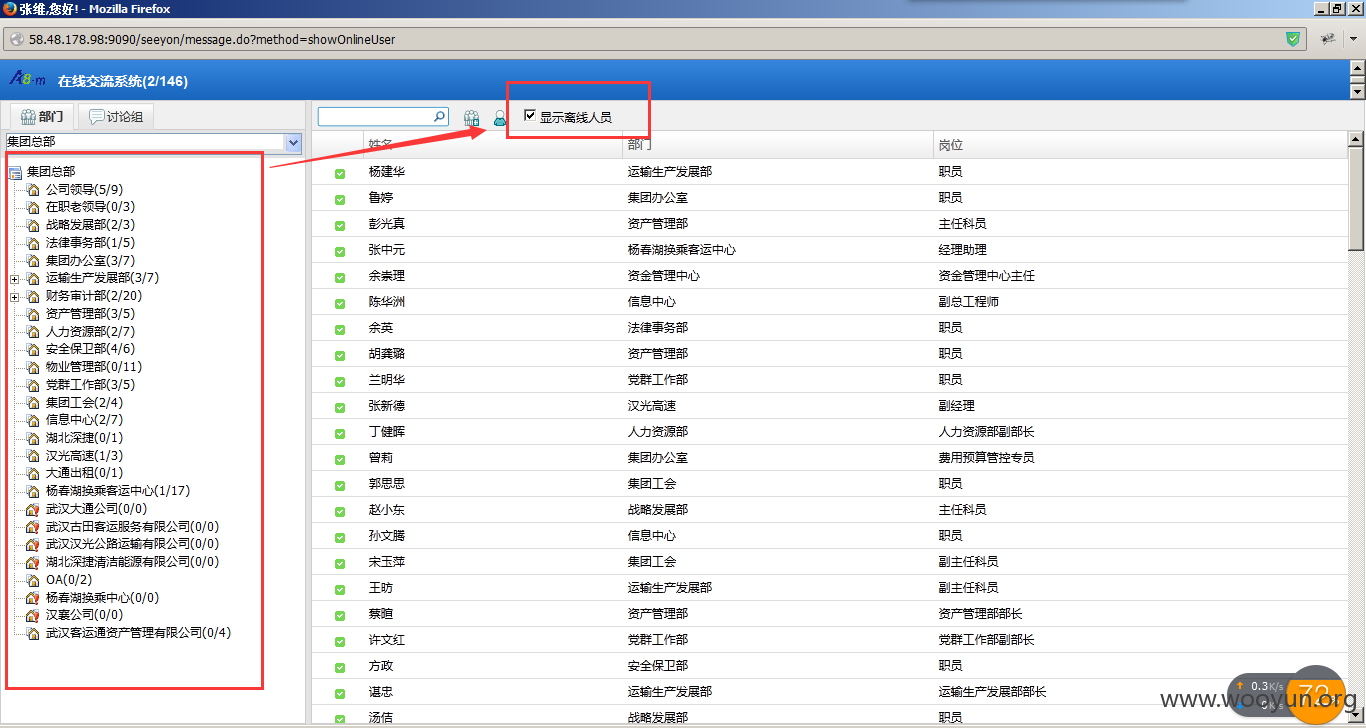 张维,您好! - Mozilla Firefox
58.48.178.98:9090/seeyon/message.do?method=showOnlineUser
A8-m 在线交流系统(2/146)
部门 讨论组
显示离线人员
集团总部
姓名 部门 岗位
集团总部
公司领导(5/9)
在职老领导(0/3)
战略发展部(2/3)
法律事务部(1/5)
集团办公室(3/7)
运输生产发展部(3/7)
财务审计部(2/20)
资产管理部(3/5)
人力资源部(2/7)
安全保卫部(4/6)
物业管理部(0/11)
党群工作部(3/5)
集团工会(2/4)
信息中心(2/7)
湖北深捷(0/1)
汉光高速(1/3)
大通出租(0/1)
杨春湖换乘客运中心(1/17)
武汉大通公司(0/0)
武汉古田客运服务有限公司(0/0)
武汉汉光公路运输有限公司(0/0)
湖北深捷清洁能源有限公司(0/0)
OA(0/2)
杨春湖换乘中心(0/0)
汉襄公司(0/0)
武汉客运通资产管理有限公司(0/4)
杨建华 运输生产发展部 职员
鲁婷 集团办公室 职员
彭光真 资产管理部 主任科员
张中元 杨春湖换乘客运中心 经理助理
余崇理 资金管理中心 资金管理中心主任
陈华洲 信息中心 副总工程师
余英 法律事务部 职员
胡龚璐 资产管理部 职员
兰明华 党群工作部 职员
张新德 汉光高速 副经理
丁健晖 人力资源部 人力资源部副部长
曾莉 集团办公室 费用预算管控专员
郭思思 集团工会 职员
赵小东 战略发展部 主任科员
孙文腾 信息中心 职员
宋玉萍 集团工会 副主任科员
王昉 运输生产发展部 副主任科员
蔡暄 资产管理部 资产管理部部长
许文红 党群工作部 党群工作部副部长
方政 安全保卫部 职员
谌忠 运输生产发展部 运输生产发展部部长
汤佶 战略发展部 职员
0.3K/s
0K/s
72
www.wooyun.org